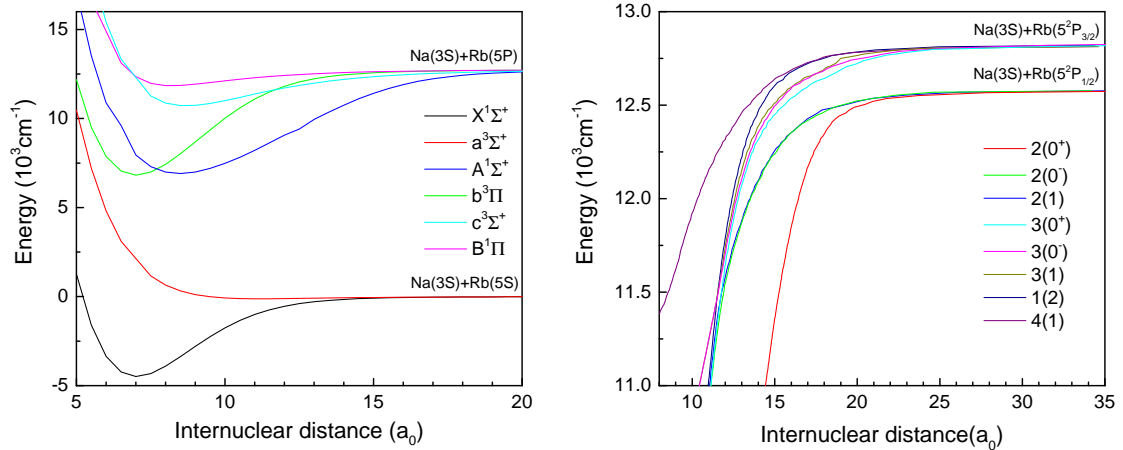 Na(3S)+Rb(5P)
X¹Σ⁺
a³Σ⁺
A¹Σ⁺
b³Π
c³Σ⁺
B¹Π
Na(3S)+Rb(5S)
15
10
5
0
-5
5
10
15
20
Energy (10³cm⁻¹)
Internuclear distance (a₀)
Na(3S)+Rb(5²P₃/₂)
Na(3S)+Rb(5²P₁/₂)
2(0⁺)
2(0⁻)
2(1)
3(0⁺)
3(0⁻)
3(1)
1(2)
4(1)
13.0
12.5
12.0
11.5
11.0
10
15
20
25
30
35
Energy (10³cm⁻¹)
Internuclear distance(a₀)